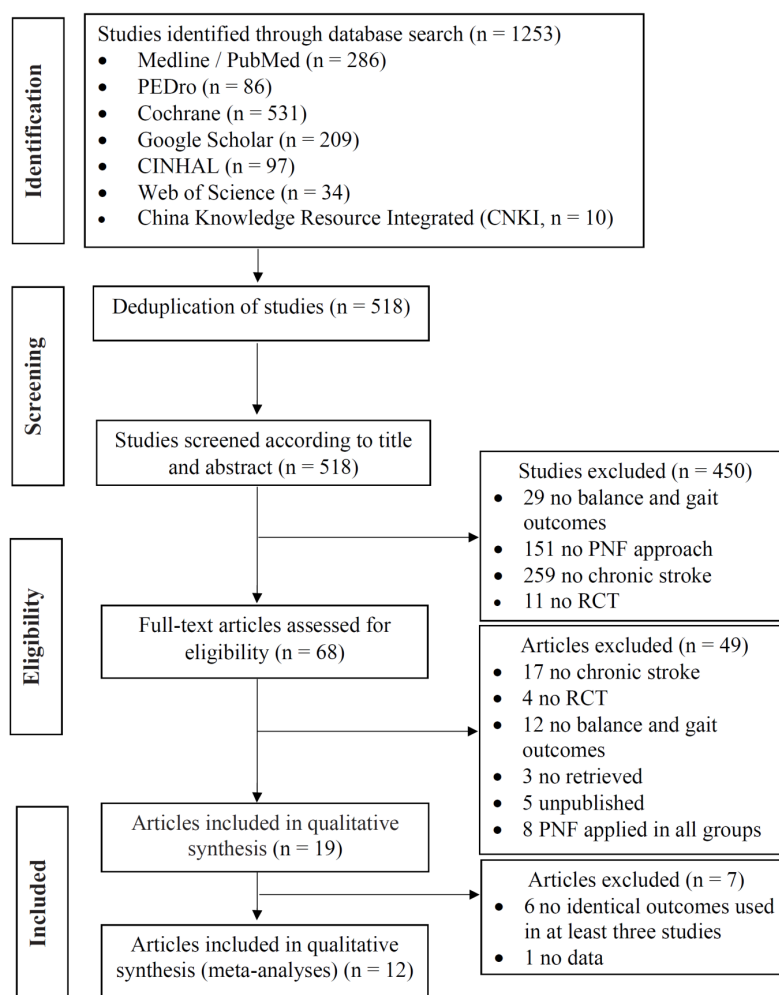 Identification
Studies identified through database search (n = 1253)
• Medline / PubMed (n = 286)
• PEDro (n = 86)
• Cochrane (n = 531)
• Google Scholar (n = 209)
• CINHAL (n = 97)
• Web of Science (n = 34)
• China Knowledge Resource Integrated (CNKI, n = 10)
Screening
Deduplication of studies (n = 518)
Studies screened according to title
and abstract (n = 518)
Studies excluded (n = 450)
• 29 no balance and gait
outcomes
• 151 no PNF approach
• 259 no chronic stroke
• 11 no RCT
Eligibility
Full-text articles assessed for
eligibility (n = 68)
Articles excluded (n = 49)
• 17 no chronic stroke
• 4 no RCT
• 12 no balance and gait
outcomes
• 3 no retrieved
• 5 unpublished
• 8 PNF applied in all groups
Included
Articles included in qualitative
synthesis (n = 19)
Articles excluded (n = 7)
• 6 no identical outcomes used
in at least three studies
• 1 no data
Articles included in qualitative
synthesis (meta-analyses) (n = 12)